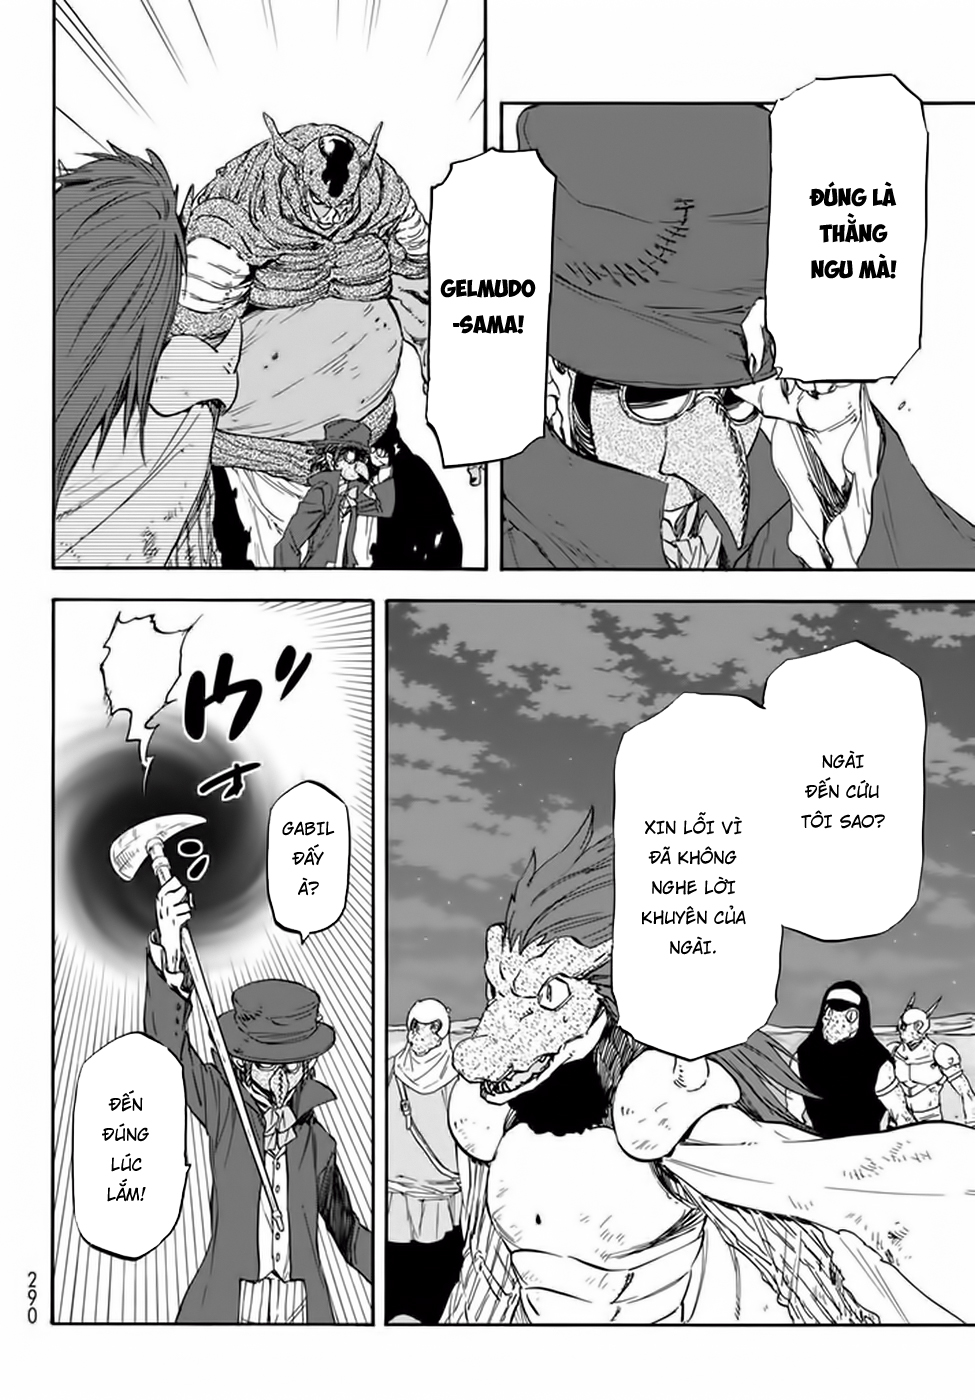 ĐÚNG LÀ
THẰNG
NGU MÀ!
GELMUDO
-SAMA!
NGÀI
ĐẾN CỨU
TÔI SAO?
XIN LỖI VÌ
ĐÃ KHÔNG
NGHE LỜI
KHUYÊN CỦA
NGÀI.
GABIL
ĐẤY
À?
ĐẾN
ĐÚNG
LÚC
LẮM!
290